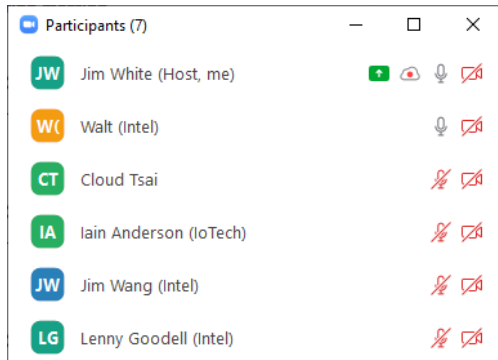 Participants (7)
JW Jim White (Host, me)
W( Walt (Intel)
CT Cloud Tsai
IA Iain Anderson (IoTech)
JW Jim Wang (Intel)
LG Lenny Goodell (Intel)